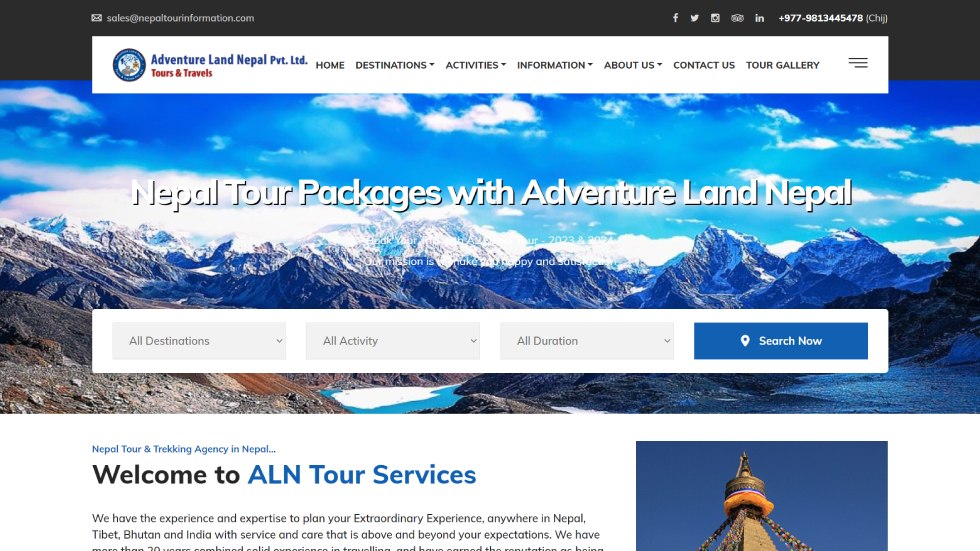 sales@nepaltourinformation.com
+977-9813445478 (Chij)
Adventure Land Nepal Pvt. Ltd.
Tours & Travels
HOME DESTINATIONS ACTIVITIES INFORMATION ABOUT US CONTACT US TOUR GALLERY
Nepal Tour Packages with Adventure Land Nepal
Book Your Trip with Tour - 2023 & 2024
Our mission is to make you happy and satisfied
All Destinations
All Activity
All Duration
Search Now
Nepal Tour & Trekking Agency in Nepal...
Welcome to ALN Tour Services
We have the experience and expertise to plan your Extraordinary Experience, anywhere in Nepal,
Tibet, Bhutan and India with service and care that is above and beyond your expectations. We have
more than 20 years combined solid experience in travelling, and have earned the reputation as being